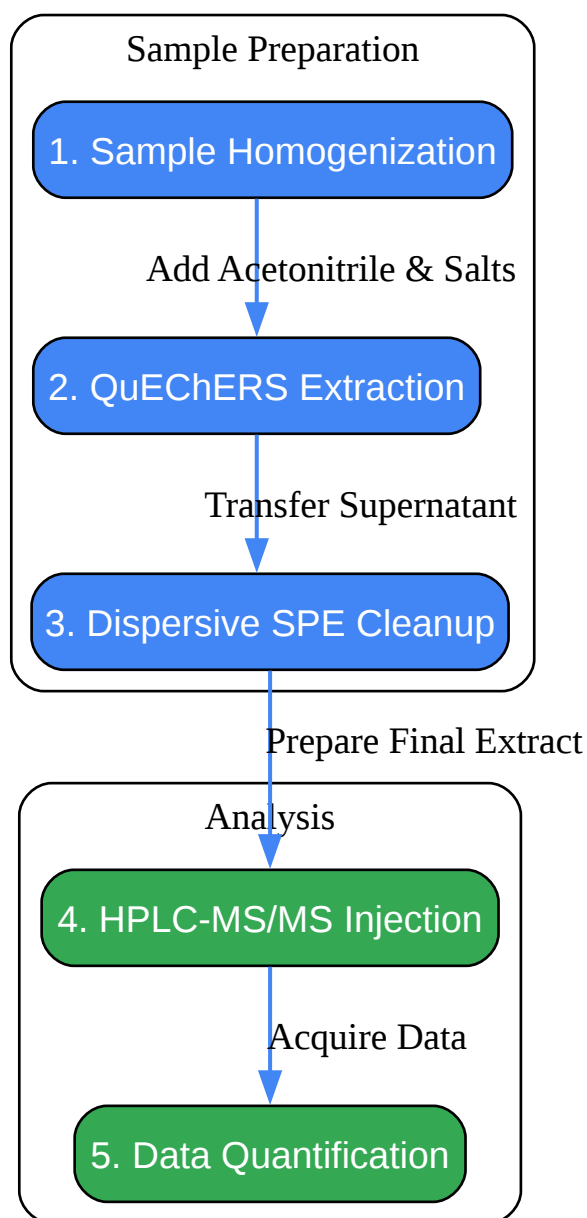 Sample Preparation
1. Sample Homogenization
Add Acetonitrile & Salts
2. QuEChERS Extraction
Transfer Supernatant
3. Dispersive SPE Cleanup
Prepare Final Extract
Analysis
4. HPLC-MS/MS Injection
Acquire Data
5. Data Quantification